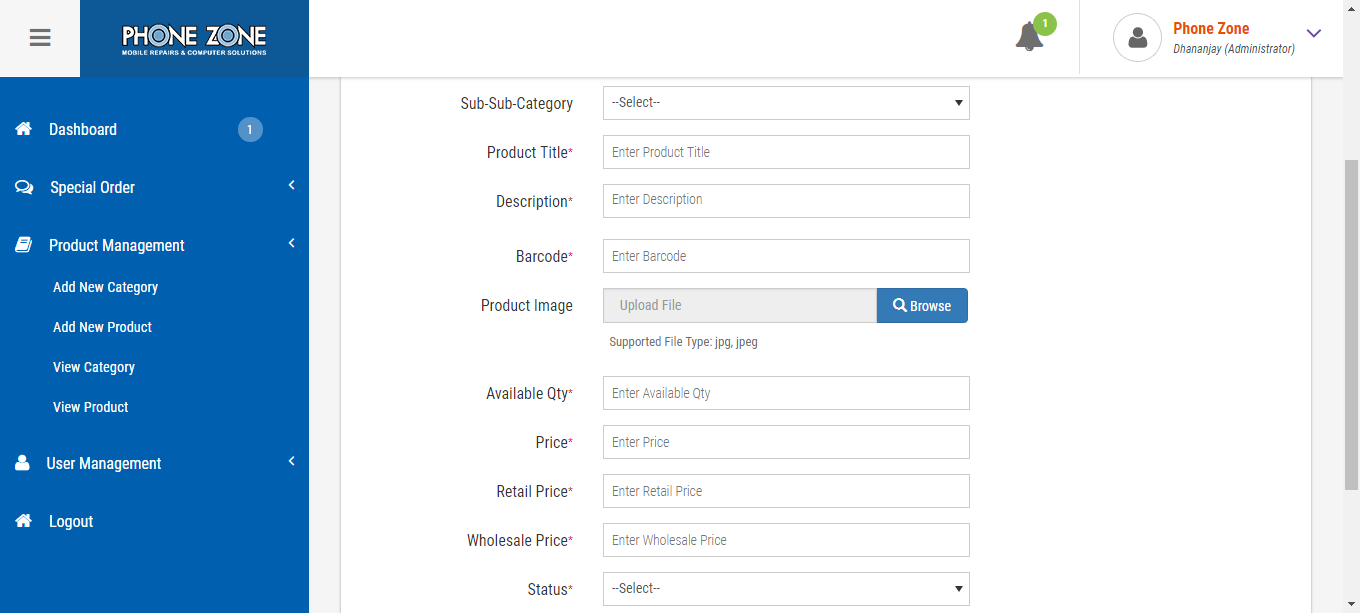 PHONE ZONE
MOBILE REPAIRS & COMPUTER SOLUTIONS
1
Phone Zone
Dhananjay (Administrator)
Dashboard 1
Special Order
Product Management
Add New Category
Add New Product
View Category
View Product
User Management
Logout
Sub-Sub-Category --Select--
Product Title* Enter Product Title
Description* Enter Description
Barcode* Enter Barcode
Product Image Upload File Browse
Supported File Type: jpg, jpeg
Available Qty* Enter Available Qty
Price* Enter Price
Retail Price* Enter Retail Price
Wholesale Price* Enter Wholesale Price
Status* --Select--